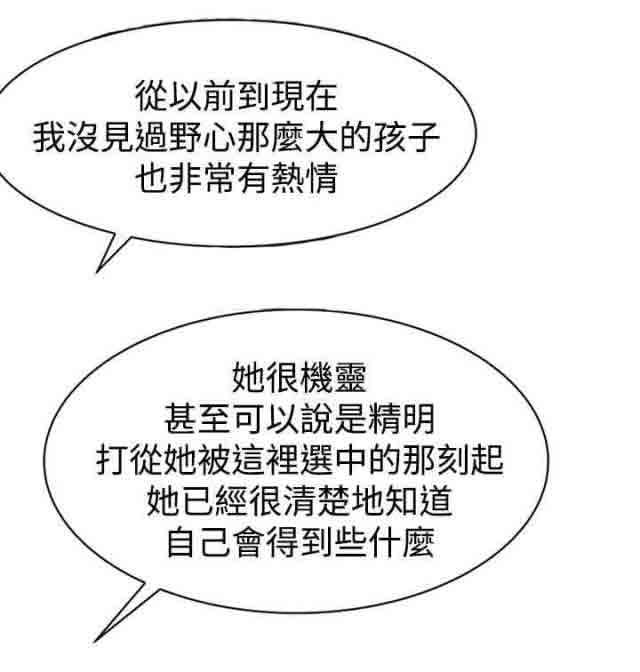 從以前到現在
我沒見過野心那麼大的孩子
也非常有熱情
她很機靈
甚至可以說是精明
打從她被這裡選中的那刻起
她已經很清楚地知道
自己會得到些什麼